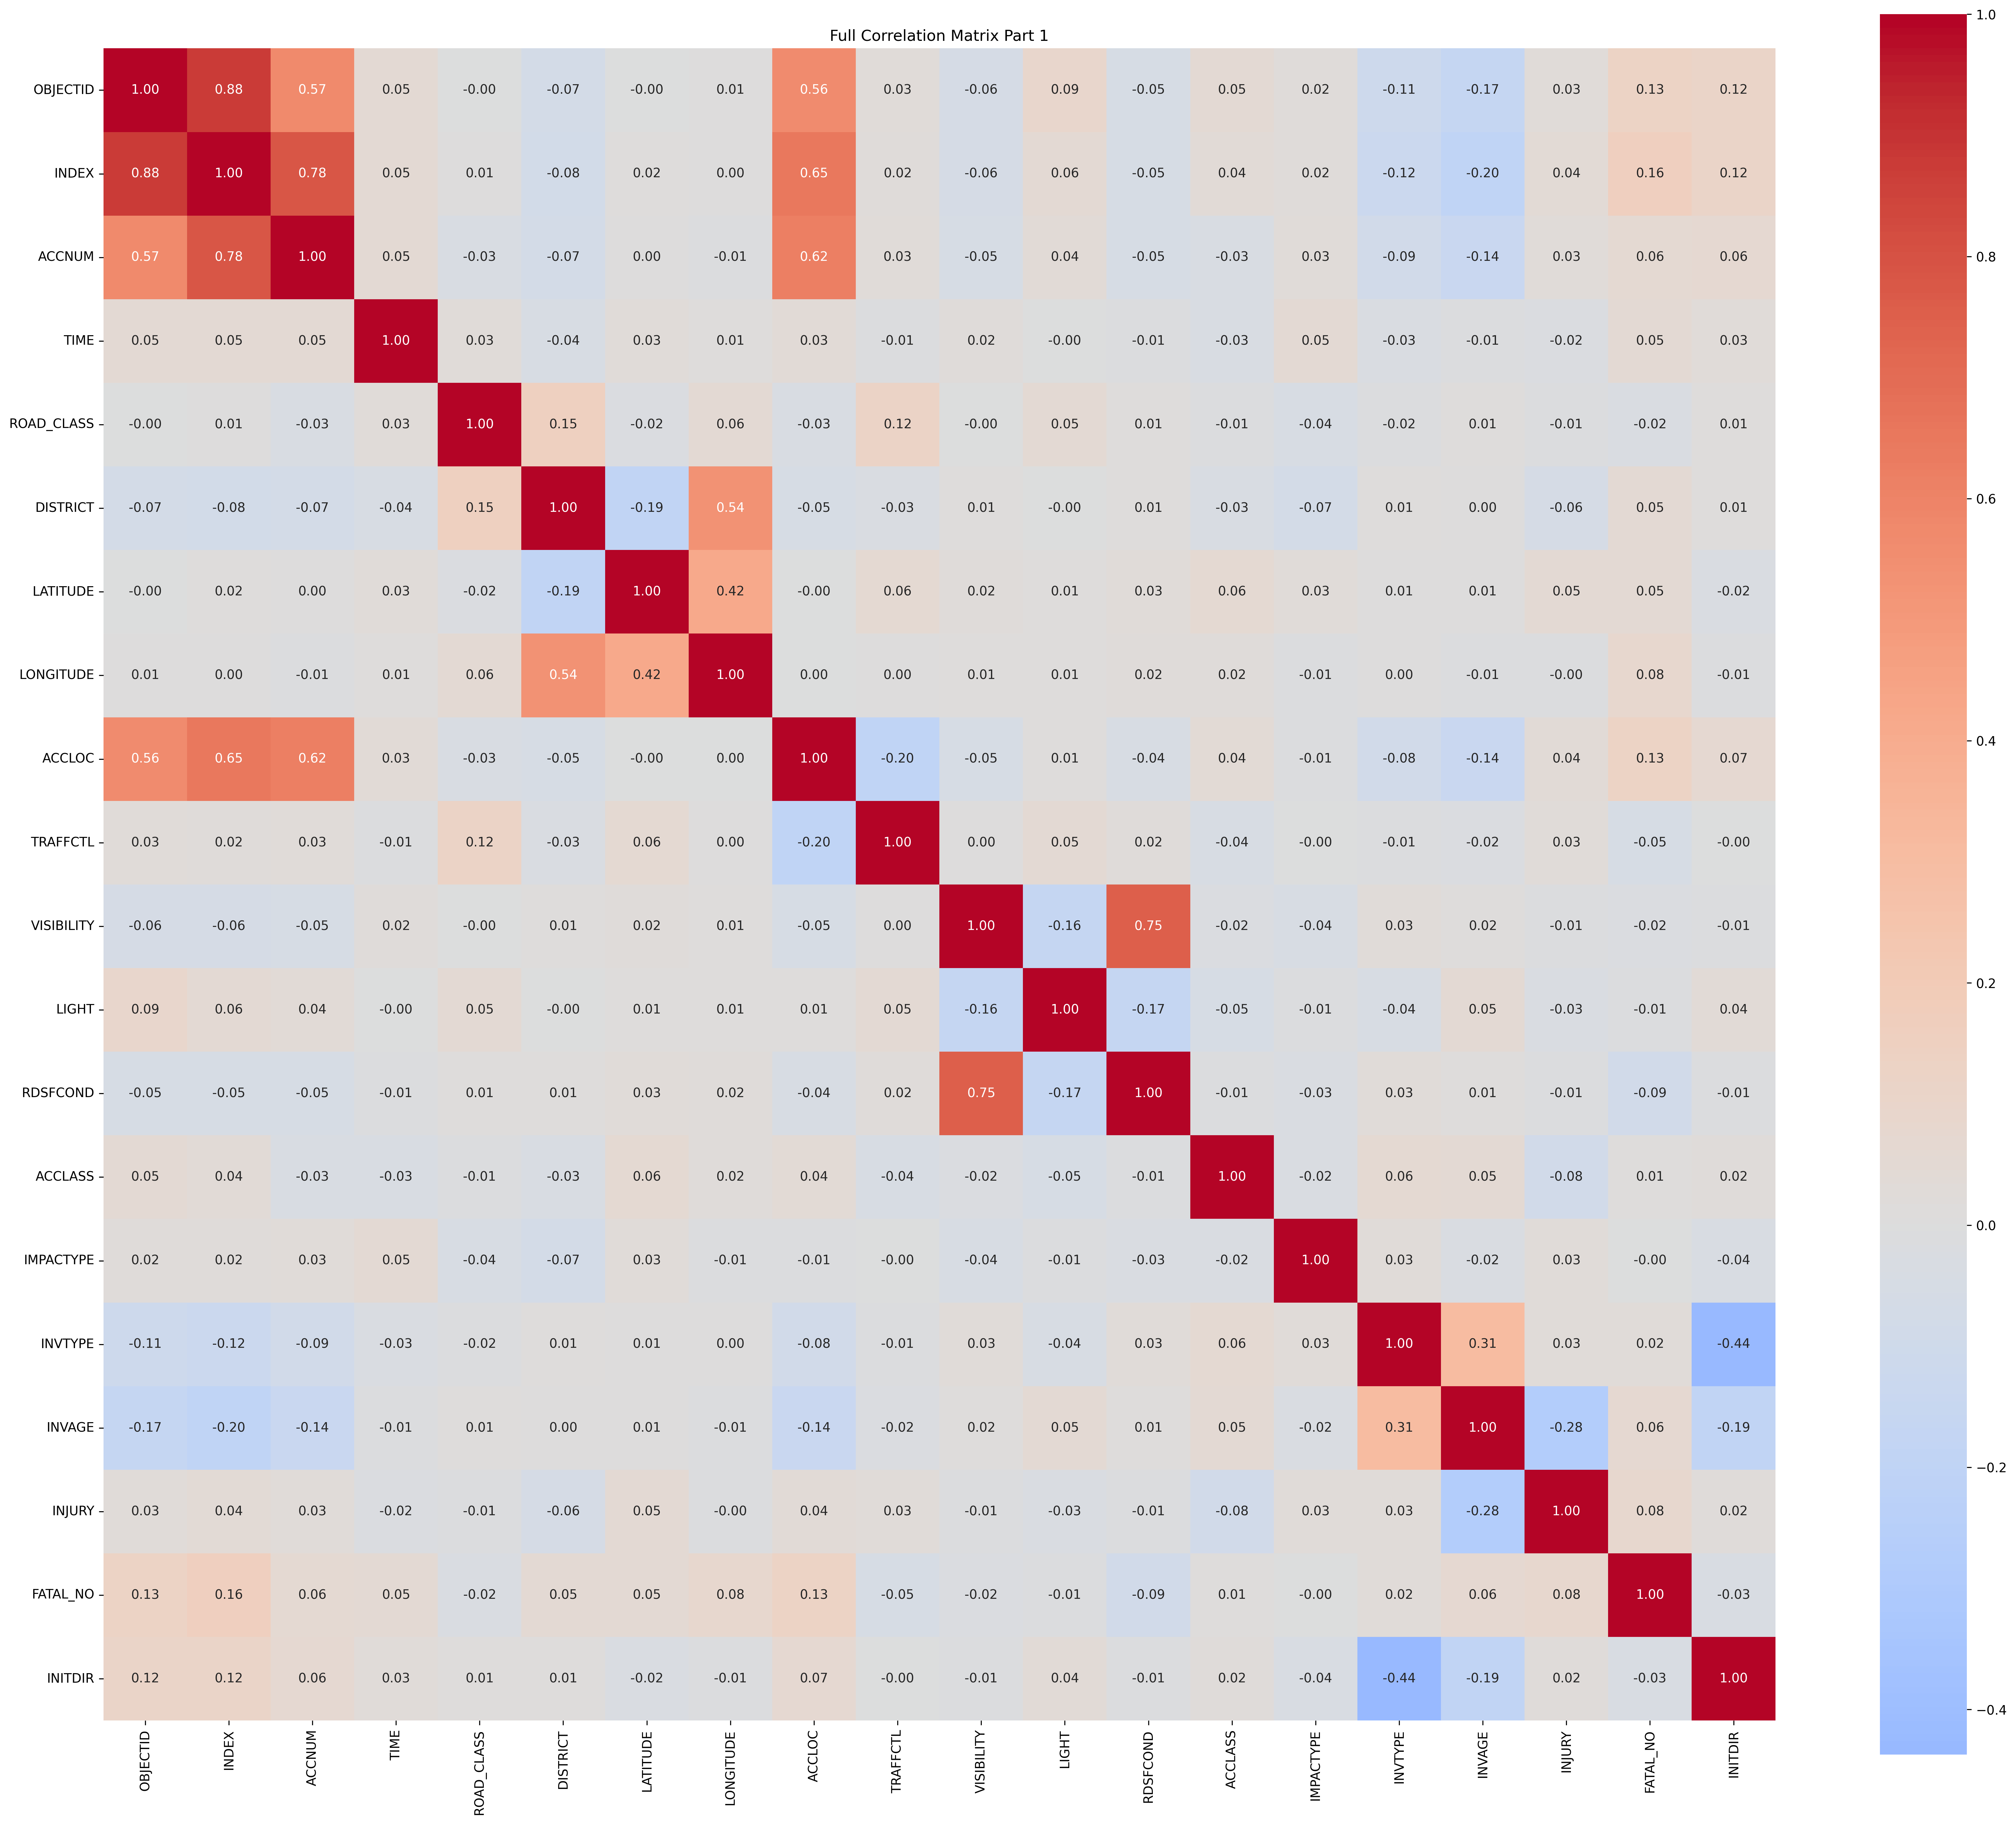 Full Correlation Matrix Part 1
1.0
OBJECTID 1.00 0.88 0.57 0.05 -0.00 -0.07 -0.00 0.01 0.56 0.03 -0.06 0.09 -0.05 0.05 0.02 -0.11 -0.17 0.03 0.13 0.12
INDEX 0.88 1.00 0.78 0.05 0.01 -0.08 0.02 0.00 0.65 0.02 -0.06 0.06 -0.05 0.04 0.02 -0.12 -0.20 0.04 0.16 0.12
ACCNUM 0.57 0.78 1.00 0.05 -0.03 -0.07 0.00 -0.01 0.62 0.03 -0.05 0.04 -0.05 -0.03 0.03 -0.09 -0.14 0.03 0.06 0.06
0.8
TIME 0.05 0.05 0.05 1.00 0.03 -0.04 0.03 0.01 0.03 -0.01 0.02 -0.00 -0.01 -0.03 0.05 -0.03 -0.01 -0.02 0.05 0.03
ROAD_CLASS -0.00 0.01 -0.03 0.03 1.00 0.15 -0.02 0.06 -0.03 0.12 -0.00 0.05 0.01 -0.01 -0.04 -0.02 0.01 -0.01 -0.02 0.01
0.6
DISTRICT -0.07 -0.08 -0.07 -0.04 0.15 1.00 -0.19 0.54 -0.05 -0.03 0.01 -0.00 0.01 -0.03 -0.07 0.01 0.00 -0.06 0.05 0.01
LATITUDE -0.00 0.02 0.00 0.03 -0.02 -0.19 1.00 0.42 -0.00 0.06 0.02 0.01 0.03 0.06 0.03 0.01 0.01 0.05 0.05 -0.02
LONGITUDE 0.01 0.00 -0.01 0.01 0.06 0.54 0.42 1.00 0.00 0.00 0.01 0.01 0.02 0.02 -0.01 0.00 -0.01 -0.00 0.08 -0.01
0.4
ACCLOC 0.56 0.65 0.62 0.03 -0.03 -0.05 -0.00 0.00 1.00 -0.20 -0.05 0.01 -0.04 0.04 -0.01 -0.08 -0.14 0.04 0.13 0.07
TRAFFCTL 0.03 0.02 0.03 -0.01 0.12 -0.03 0.06 0.00 -0.20 1.00 0.00 0.05 0.02 -0.04 -0.00 -0.01 -0.02 0.03 -0.05 -0.00
VISIBILITY -0.06 -0.06 -0.05 0.02 -0.00 0.01 0.02 0.01 -0.05 0.00 1.00 -0.16 0.75 -0.02 -0.04 0.03 0.02 -0.01 -0.02 -0.01
0.2
LIGHT 0.09 0.06 0.04 -0.00 0.05 -0.00 0.01 0.01 0.01 0.05 -0.16 1.00 -0.17 -0.05 -0.01 -0.04 0.05 -0.03 -0.01 0.04
RDSFCOND -0.05 -0.05 -0.05 -0.01 0.01 0.01 0.03 0.02 -0.04 0.02 0.75 -0.17 1.00 -0.01 -0.03 0.03 0.01 -0.01 -0.09 -0.01
ACCLASS 0.05 0.04 -0.03 -0.03 -0.01 -0.03 0.06 0.02 0.04 -0.04 -0.02 -0.05 -0.01 1.00 -0.02 0.06 0.05 -0.08 0.01 0.02
0.0
IMPACTYPE 0.02 0.02 0.03 0.05 -0.04 -0.07 0.03 -0.01 -0.01 -0.00 -0.04 -0.01 -0.03 -0.02 1.00 0.03 -0.02 0.03 -0.00 -0.04
INVTYPE -0.11 -0.12 -0.09 -0.03 -0.02 0.01 0.01 0.00 -0.08 -0.01 0.03 -0.04 0.03 0.06 0.03 1.00 0.31 0.03 0.02 -0.44
INVAGE -0.17 -0.20 -0.14 -0.01 0.01 0.00 0.01 -0.01 -0.14 -0.02 0.02 0.05 0.01 0.05 -0.02 0.31 1.00 -0.28 0.06 -0.19
−0.2
INJURY 0.03 0.04 0.03 -0.02 -0.01 -0.06 0.05 -0.00 0.04 0.03 -0.01 -0.03 -0.01 -0.08 0.03 0.03 -0.28 1.00 0.08 0.02
FATAL_NO 0.13 0.16 0.06 0.05 -0.02 0.05 0.05 0.08 0.13 -0.05 -0.02 -0.01 -0.09 0.01 -0.00 0.02 0.06 0.08 1.00 -0.03
INITDIR 0.12 0.12 0.06 0.03 0.01 0.01 -0.02 -0.01 0.07 -0.00 -0.01 0.04 -0.01 0.02 -0.04 -0.44 -0.19 0.02 -0.03 1.00
−0.4
OBJECTID INDEX ACCNUM TIME ROAD_CLASS DISTRICT LATITUDE LONGITUDE ACCLOC TRAFFCTL VISIBILITY LIGHT RDSFCOND ACCLASS IMPACTYPE INVTYPE INVAGE INJURY FATAL_NO INITDIR